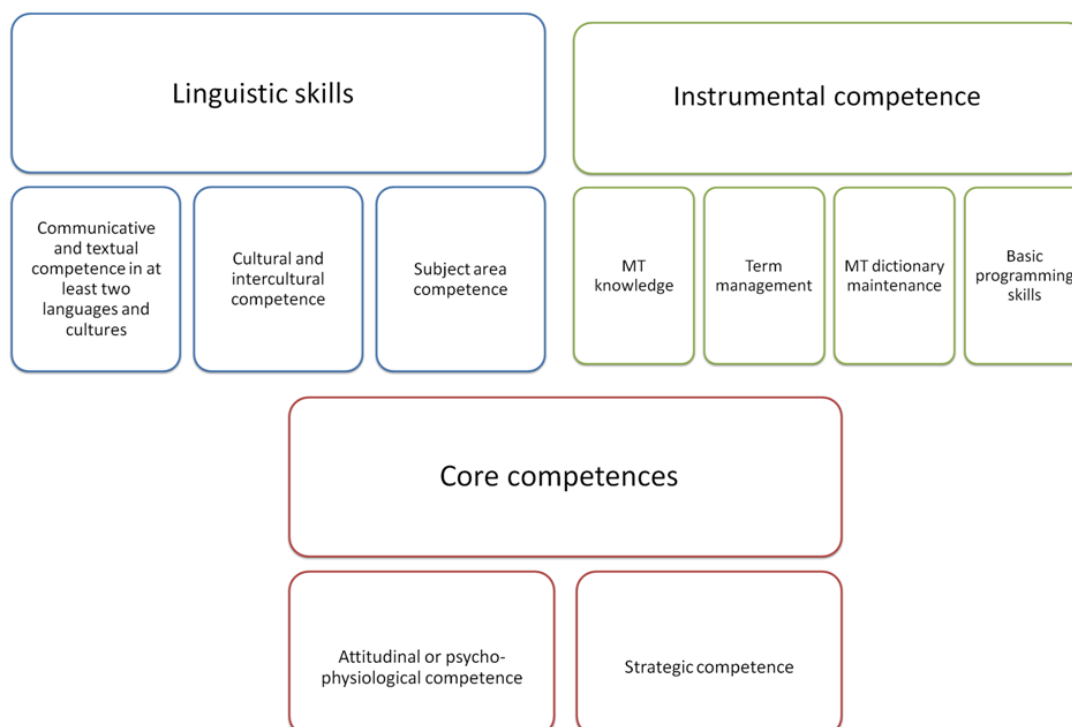 Linguistic skills
Instrumental competence
Communicative
and textual
competence in at
least two
languages and
cultures
Cultural and
intercultural
competence
Subject area
competence
MT
knowledge
Term
management
MT dictionary
maintenance
Basic
programming
skills
Core competences
Attitudinal or psycho-
physiological competence
Strategic competence